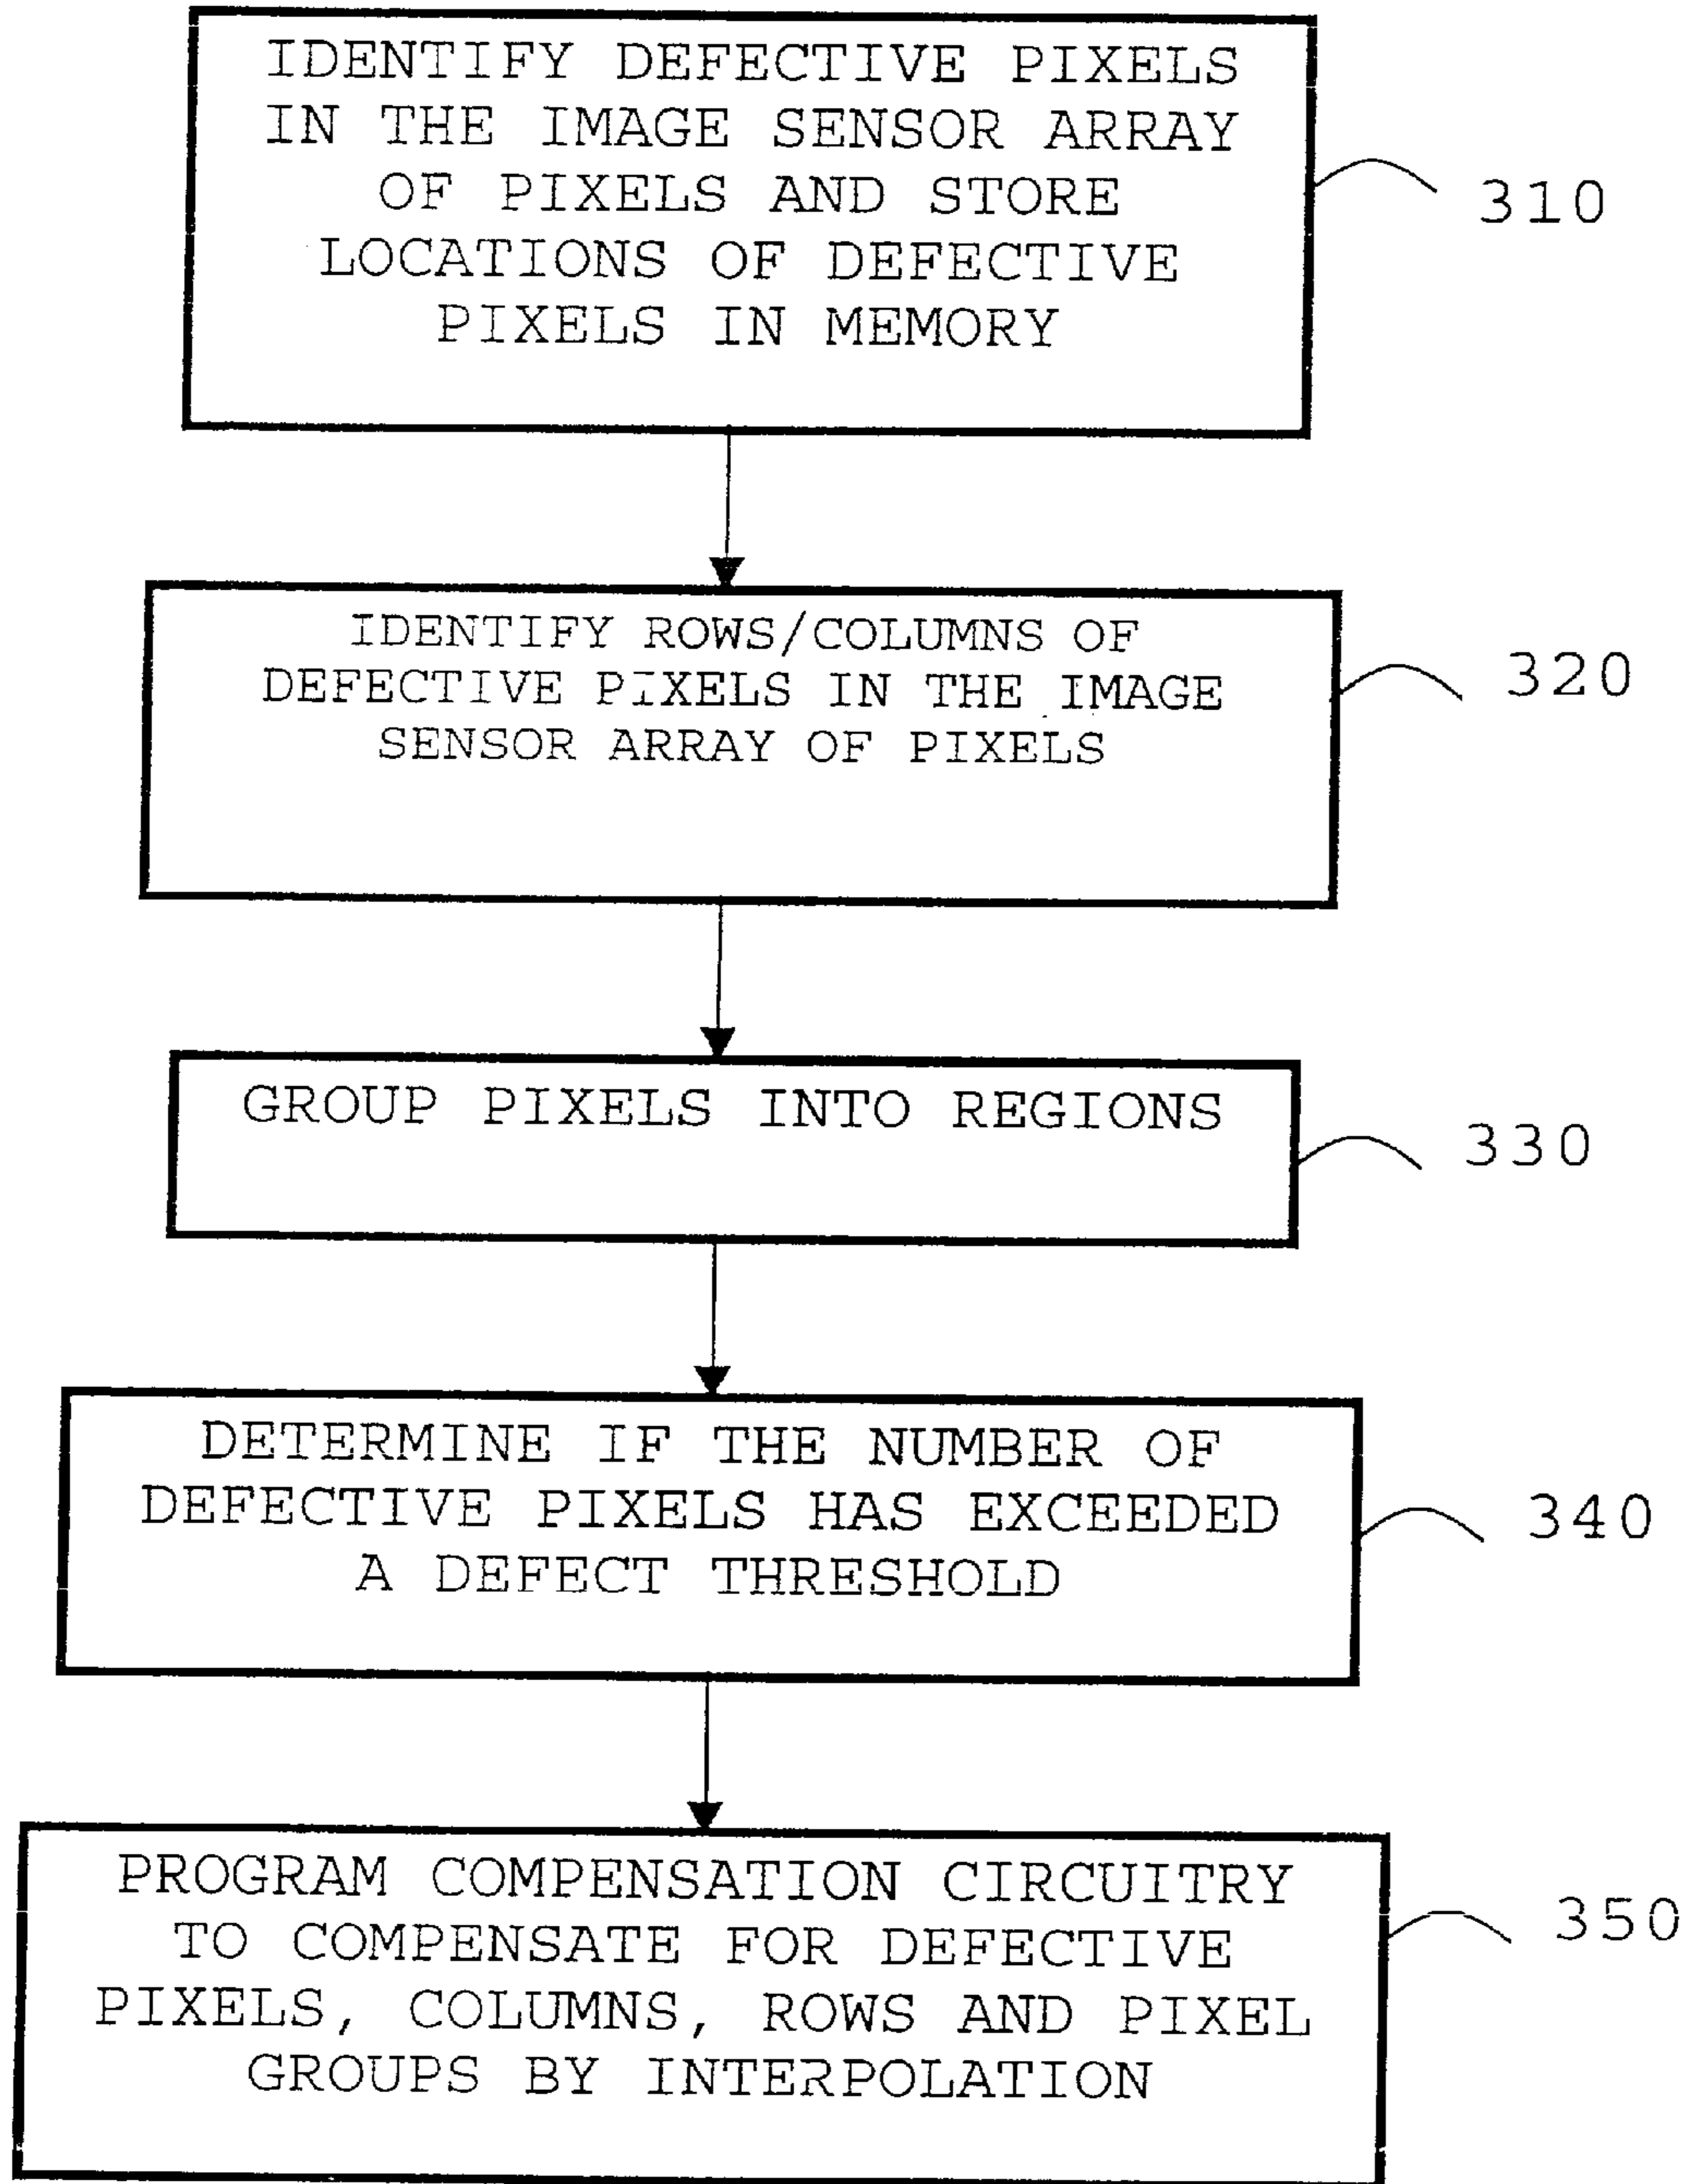 IDENTIFY DEFECTIVE PIXELS
IN THE IMAGE SENSOR ARRAY
OF PIXELS AND STORE
LOCATIONS OF DEFECTIVE
PIXELS IN MEMORY
310
IDENTIFY ROWS/COLUMNS OF
DEFECTIVE PIXELS IN THE IMAGE
SENSOR ARRAY OF PIXELS
320
GROUP PIXELS INTO REGIONS
330
DETERMINE IF THE NUMBER OF
DEFECTIVE PIXELS HAS EXCEEDED
A DEFECT THRESHOLD
340
PROGRAM COMPENSATION CIRCUITRY
TO COMPENSATE FOR DEFECTIVE
PIXELS, COLUMNS, ROWS AND PIXEL
GROUPS BY INTERPOLATION
350